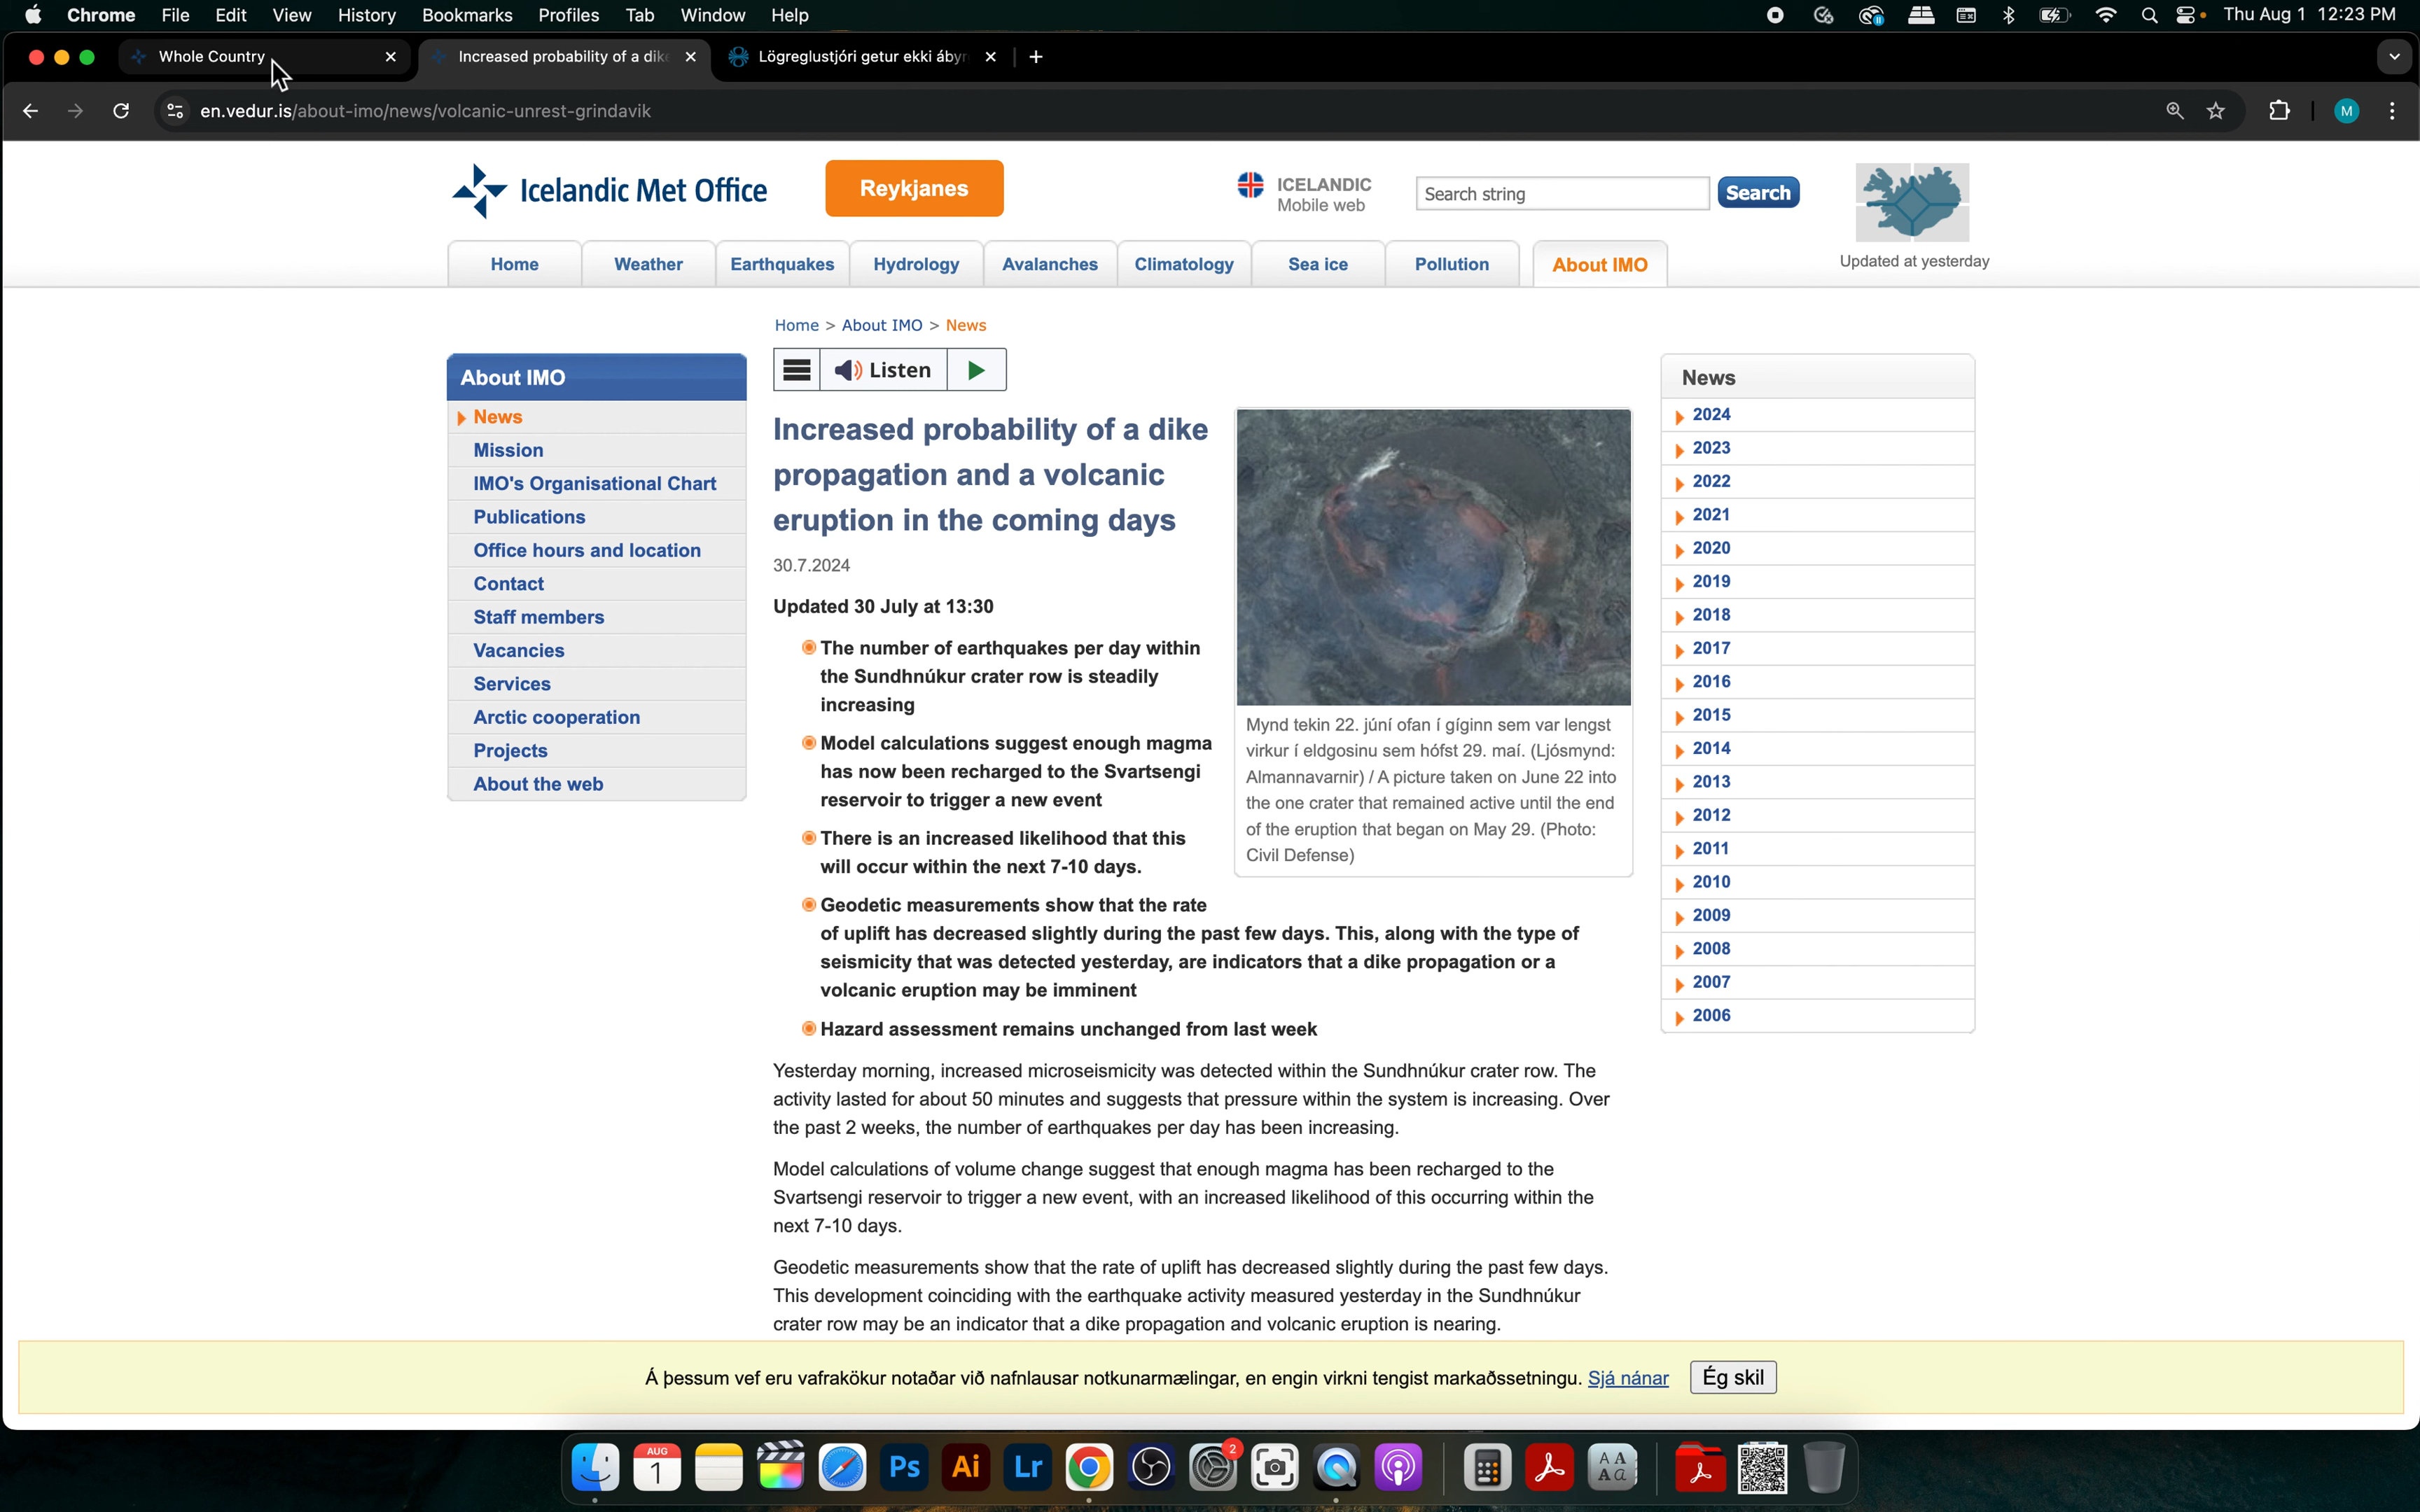 Chrome File Edit View History Bookmarks Profiles Tab Window Help
Thu Aug 1 12:23 PM
Whole Country
Increased probability of a dik
Lögreglustjóri getur ekki ábyr
en.vedur.is/about-imo/news/volcanic-unrest-grindavik
M
Icelandic Met Office
Reykjanes
ICELANDIC
Mobile web
Search string
Search
Updated at yesterday
Home Weather Earthquakes Hydrology Avalanches Climatology Sea ice Pollution About IMO
Home > About IMO > News
Listen
About IMO
News
Mission
IMO's Organisational Chart
Publications
Office hours and location
Contact
Staff members
Vacancies
Services
Arctic cooperation
Projects
About the web
Increased probability of a dike
propagation and a volcanic
eruption in the coming days
30.7.2024
Updated 30 July at 13:30
The number of earthquakes per day within
the Sundhnúkur crater row is steadily
increasing
Model calculations suggest enough magma
has now been recharged to the Svartsengi
reservoir to trigger a new event
There is an increased likelihood that this
will occur within the next 7-10 days.
Geodetic measurements show that the rate
of uplift has decreased slightly during the past few days. This, along with the type of
seismicity that was detected yesterday, are indicators that a dike propagation or a
volcanic eruption may be imminent
Hazard assessment remains unchanged from last week
Mynd tekin 22. júní ofan í gíginn sem var lengst
virkur í eldgosinu sem hófst 29. maí. (Ljósmynd:
Almannavarnir) / A picture taken on June 22 into
the one crater that remained active until the end
of the eruption that began on May 29. (Photo:
Civil Defense)
Yesterday morning, increased microseismicity was detected within the Sundhnúkur crater row. The
activity lasted for about 50 minutes and suggests that pressure within the system is increasing. Over
the past 2 weeks, the number of earthquakes per day has been increasing.
Model calculations of volume change suggest that enough magma has been recharged to the
Svartsengi reservoir to trigger a new event, with an increased likelihood of this occurring within the
next 7-10 days.
Geodetic measurements show that the rate of uplift has decreased slightly during the past few days.
This development coinciding with the earthquake activity measured yesterday in the Sundhnúkur
crater row may be an indicator that a dike propagation and volcanic eruption is nearing.
News
2024
2023
2022
2021
2020
2019
2018
2017
2016
2015
2014
2013
2012
2011
2010
2009
2008
2007
2006
Á þessum vef eru vafrakökur notaðar við nafnlausar notkunarmælingar, en engin virkni tengist markaðssetningu. Sjá nánar
Ég skil
AUG
1
Ps
Ai
Lr
2
A A
A a